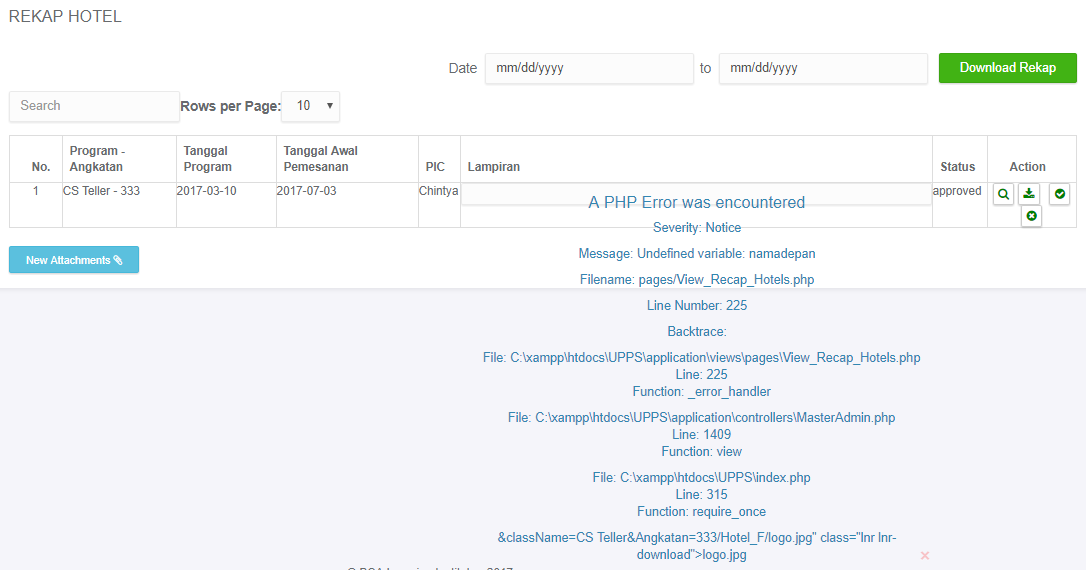 REKAP HOTEL
Date mm/dd/yyyy to mm/dd/yyyy Download Rekap
Search Rows per Page: 10
No. Program - Angkatan Tanggal Program Tanggal Awal Pemesanan PIC Lampiran Status Action
1 CS Teller - 333 2017-03-10 2017-07-03 Chintya approved
A PHP Error was encountered
Severity: Notice
New Attachments
Message: Undefined variable: namadepan
Filename: pages/View_Recap_Hotels.php
Line Number: 225
Backtrace:
File: C:\xampp\htdocs\UPPS\application\views\pages\View_Recap_Hotels.php
Line: 225
Function: _error_handler
File: C:\xampp\htdocs\UPPS\application\controllers\MasterAdmin.php
Line: 1409
Function: view
File: C:\xampp\htdocs\UPPS\index.php
Line: 315
Function: require_once
&className=CS Teller&Angkatan=333/Hotel_F/logo.jpg" class="lnr lnr-
download">logo.jpg